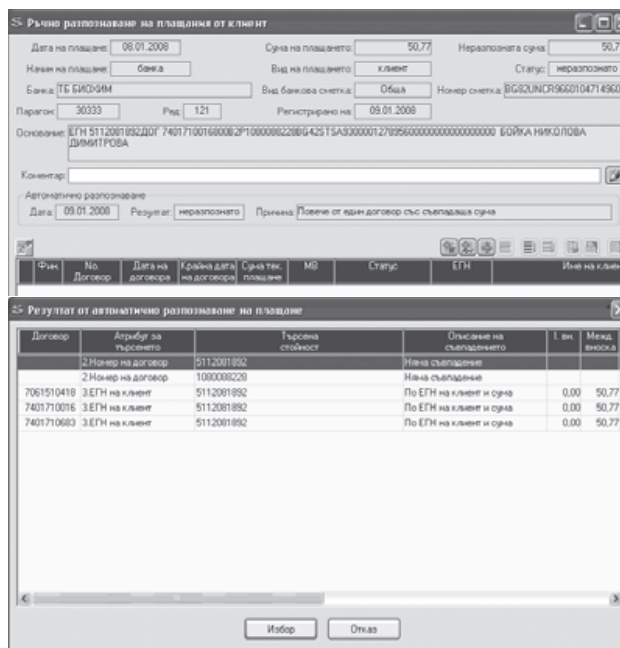 Ръчно разпознаване на плащания от клиент
Дата на плащане: 08.01.2008 Сума на плащането: 50,77 Неразпозната сума: 50,7
Начин на плащане: банка Вид на плащането: клиент Статус: неразпознато
Банка: ТБ БИОХИМ Вид банкова сметка: Обща Номер сметка: BG82UNCR9660104714960
Параграф: 30333 Ред: 121 Регистрирано на: 09.01.2008
Основание: ЕГН 5112081892ДОГ БОЙКА НИКОЛОВА
ДИМИТРОВА
Коментар:
Автоматично разпознаване
Дата: 09.01.2008 Резултат: неразпознато Причина: Повече от един договор със съвпадаща сума
Фин. No. Договор Дата на договора Крайна дата на договора Сума тек. плащане МВ Статус ЕГН Име на клиен
Резултат от автоматично разпознаване на плащане
Договор Атрибут за търсенето Търсена стойност Описание на съвпадението І. вн. Межд. вноска
2.Номер на договор 5112081892 Няма съвпадение
2.Номер на договор 1080088228 Няма съвпадение
7061510418 3.ЕГН на клиент 5112081892 По ЕГН на клиент и сума 0,00 50,77
7401710016 3.ЕГН на клиент 5112081892 По ЕГН на клиент и сума 0,00 50,77
7401710683 3.ЕГН на клиент 5112081892 По ЕГН на клиент и сума 0,00 50,77
Избор Отказ